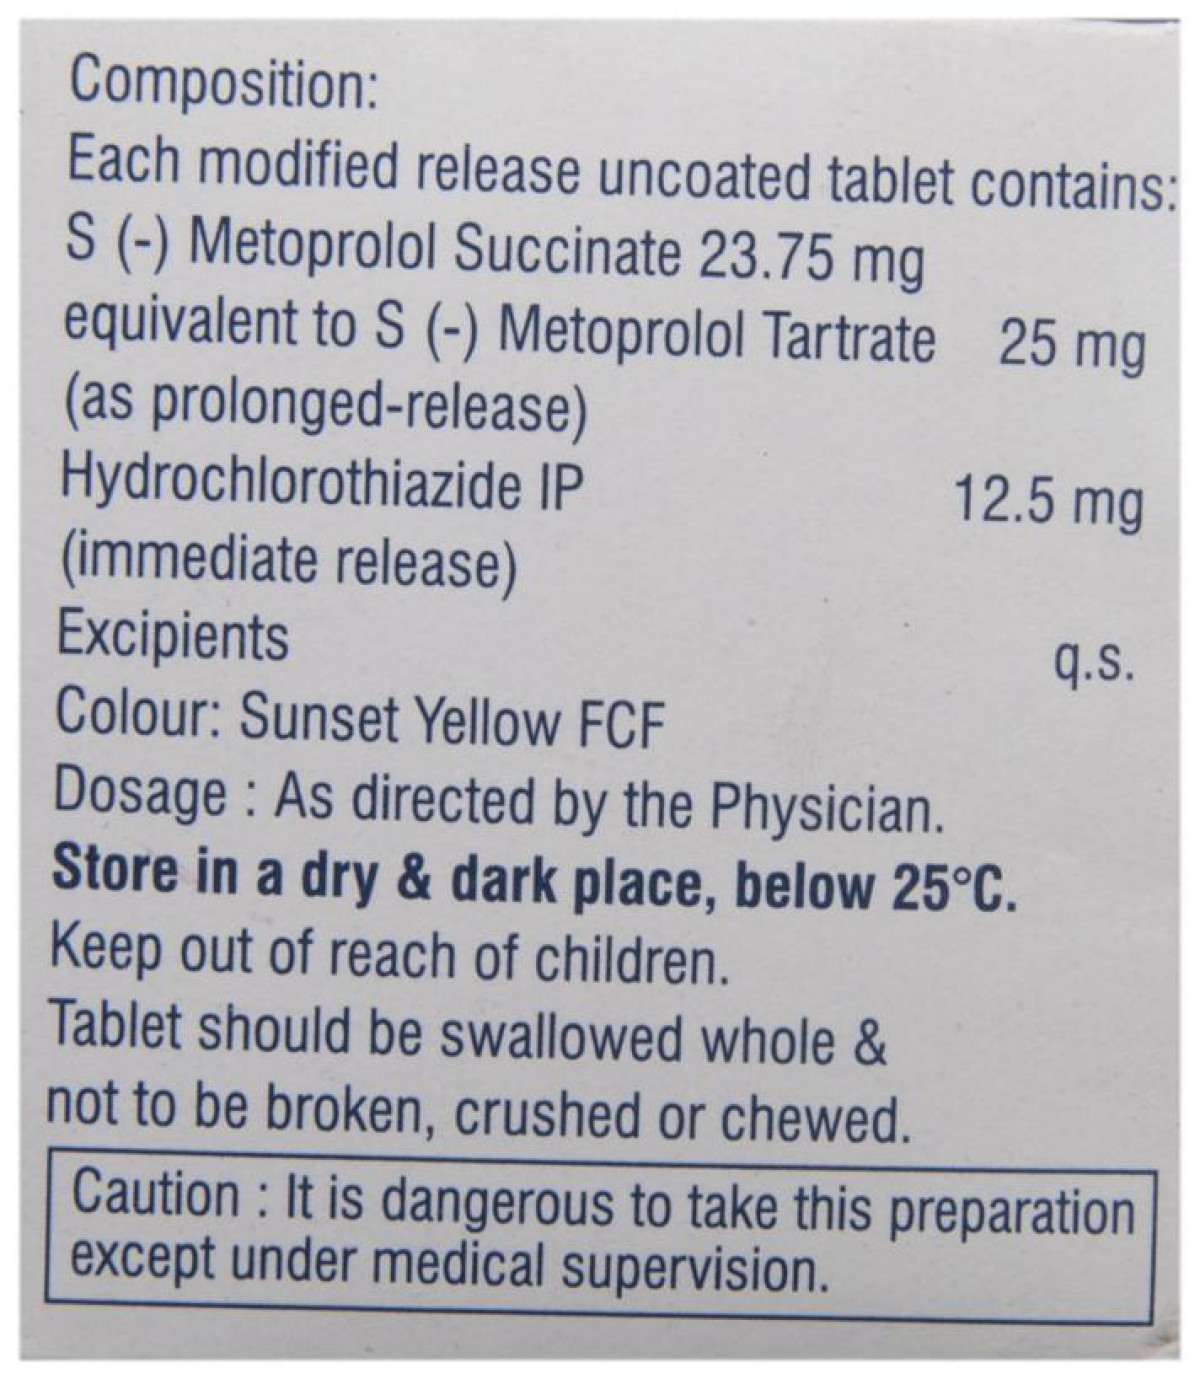 Composition:
Each modified release uncoated tablet contains:
S (-) Metoprolol Succinate 23.75 mg
equivalent to S (-) Metoprolol Tartrate 25 mg
(as prolonged-release)
Hydrochlorothiazide IP 12.5 mg
(immediate release)
Excipients q.s.
Colour: Sunset Yellow FCF
Dosage : As directed by the Physician.
Store in a dry & dark place, below 25°C.
Keep out of reach of children.
Tablet should be swallowed whole &
not to be broken, crushed or chewed.
Caution : It is dangerous to take this preparation
except under medical supervision.